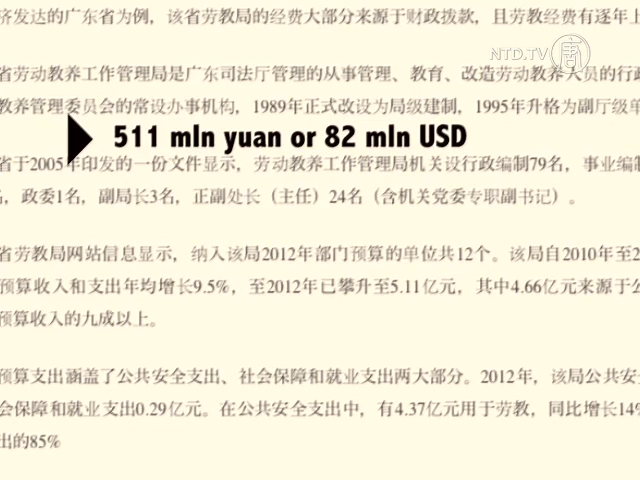 济发达的广东省为例，该省劳教局的经费大部分来源于财政拨款，且劳教经费有逐年上
NTD.TV
省劳动教养工作管理局是广东司法厅管理的从事管理、教育、改造劳动教养人员的行政
教养管理委员会的常设办事机构，1989年正式改设为局级建制，1995年升格为副厅级单
511 mln yuan or 82 mln USD
省于2005年印发的一份文件显示，劳动教养工作管理局机关设行政编制79名，事业编制
，政委1名，副局长3名，正副处长（主任）24名（含机关党委专职副书记）。
省劳教局网站信息显示，纳入该局2012年部门预算的单位共12个。该局自2010年至2
预算收入和支出年均增长9.5%，至2012年已攀升至5.11亿元，其中4.66亿元来源于公
预算收入的九成以上。
预算支出涵盖了公共安全支出、社会保障和就业支出两大部分。2012年，该局公共安全
会保障和就业支出0.29亿元。在公共安全支出中，有4.37亿元用于劳教，同比增长14%
出的85%